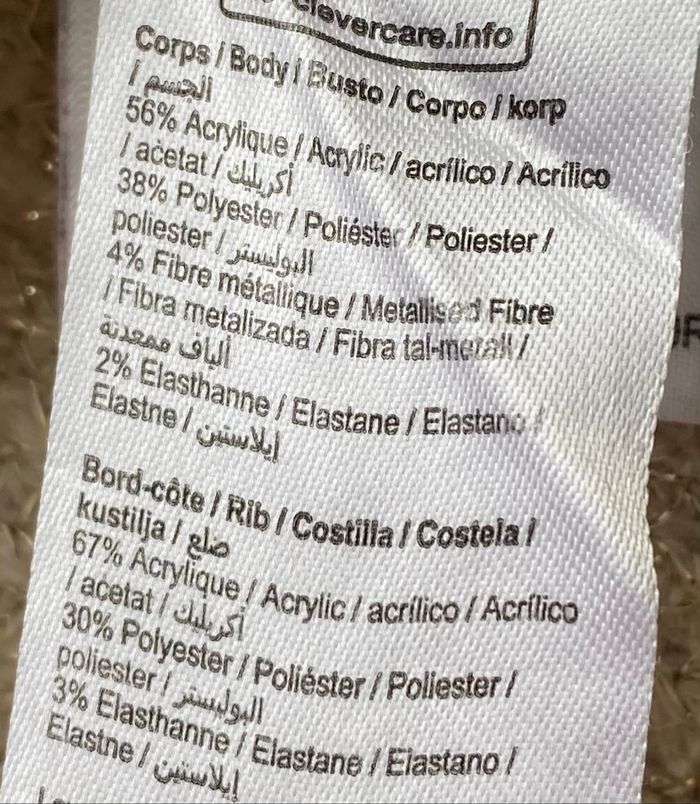 clevercare.info
Corps / Body / Busto / Corpo / korp
/ الجسم
56% Acrylique / Acrylic / acrílico / Acrílico
/ acetat / أكريليك
38% Polyester / Poliéster / Poliester /
poliester / البوليستر
4% Fibre métallique / Metallised Fibre
/ Fibra metalizada / Fibra tal-metall /
ألياف ممعدنة
2% Elasthanne / Elastane / Elastano /
Elastne / إيلاستين
Bord-côte / Rib / Costilla / Costela /
kustilja / ضلع
67% Acrylique / Acrylic / acrílico / Acrílico
/ acetat / أكريليك
30% Polyester / Poliéster / Poliester /
poliester / البوليستر
3% Elasthanne / Elastane / Elastano /
Elastne / إيلاستين